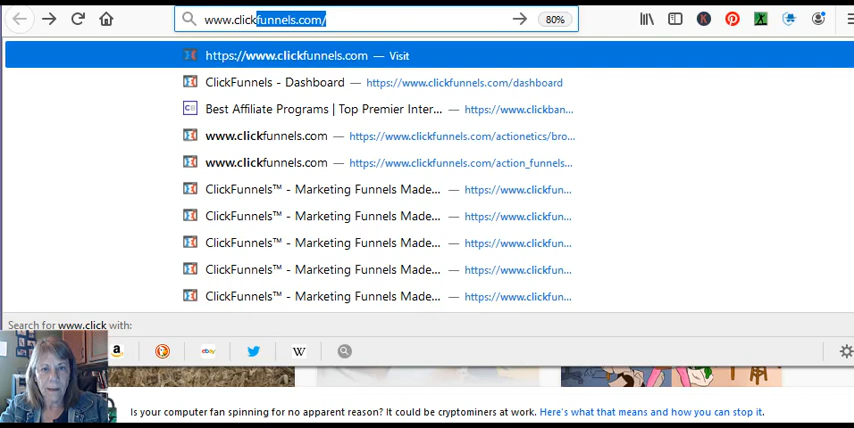 www.clickfunnels.com/
80%
https://www.clickfunnels.com — Visit
ClickFunnels - Dashboard — https://www.clickfunnels.com/dashboard
Best Affiliate Programs | Top Premier Inter... — https://www.clickban...
www.clickfunnels.com — https://www.clickfunnels.com/actionetics/bro...
www.clickfunnels.com — https://www.clickfunnels.com/action_funnels...
ClickFunnels™ - Marketing Funnels Made... — https://www.clickfun...
ClickFunnels™ - Marketing Funnels Made... — https://www.clickfun...
ClickFunnels™ - Marketing Funnels Made... — https://www.clickfun...
ClickFunnels™ - Marketing Funnels Made... — https://www.clickfun...
ClickFunnels™ - Marketing Funnels Made... — https://www.clickfun...
Search for www.click with:
a ebay W
Is your computer fan spinning for no apparent reason? It could be cryptominers at work. Here's what that means and how you can stop it.